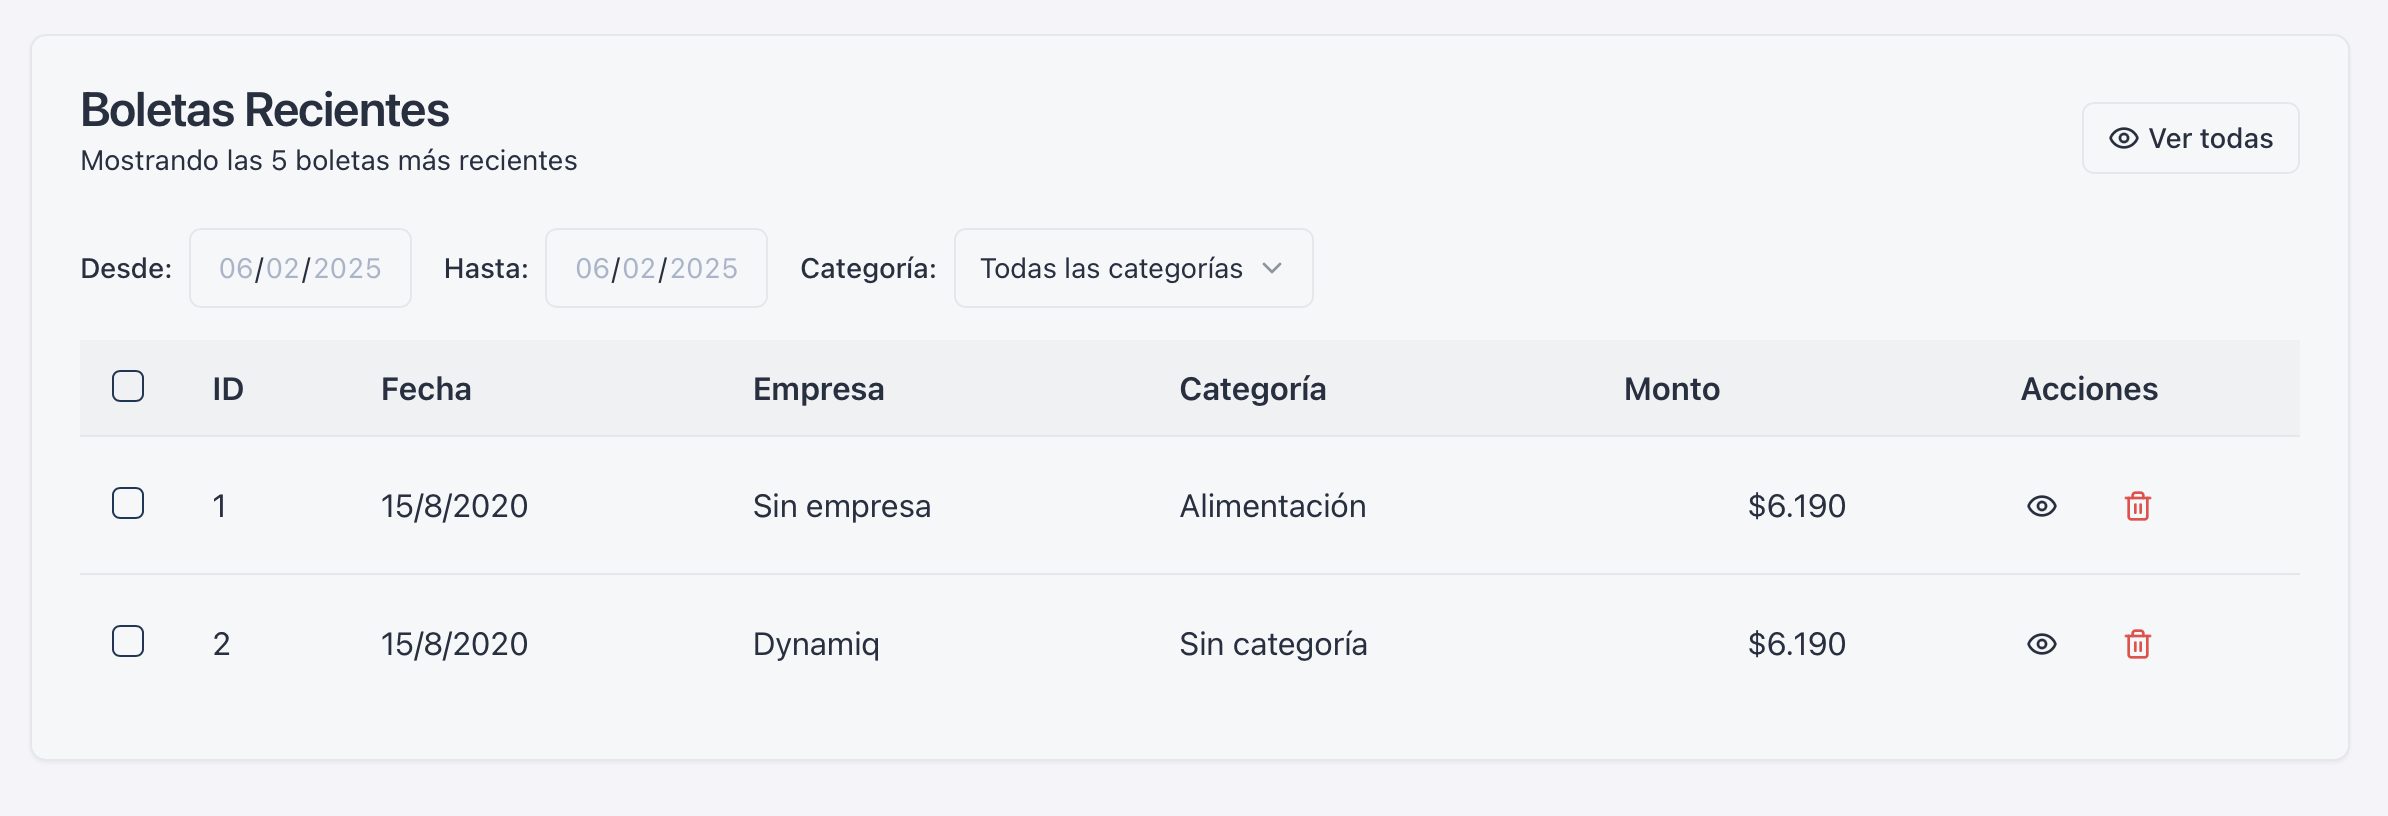 Boletas Recientes
Mostrando las 5 boletas más recientes
Ver todas
Desde: 06/02/2025 Hasta: 06/02/2025 Categoría: Todas las categorías
ID Fecha Empresa Categoría Monto Acciones
1 15/8/2020 Sin empresa Alimentación $6.190
2 15/8/2020 Dynamiq Sin categoría $6.190